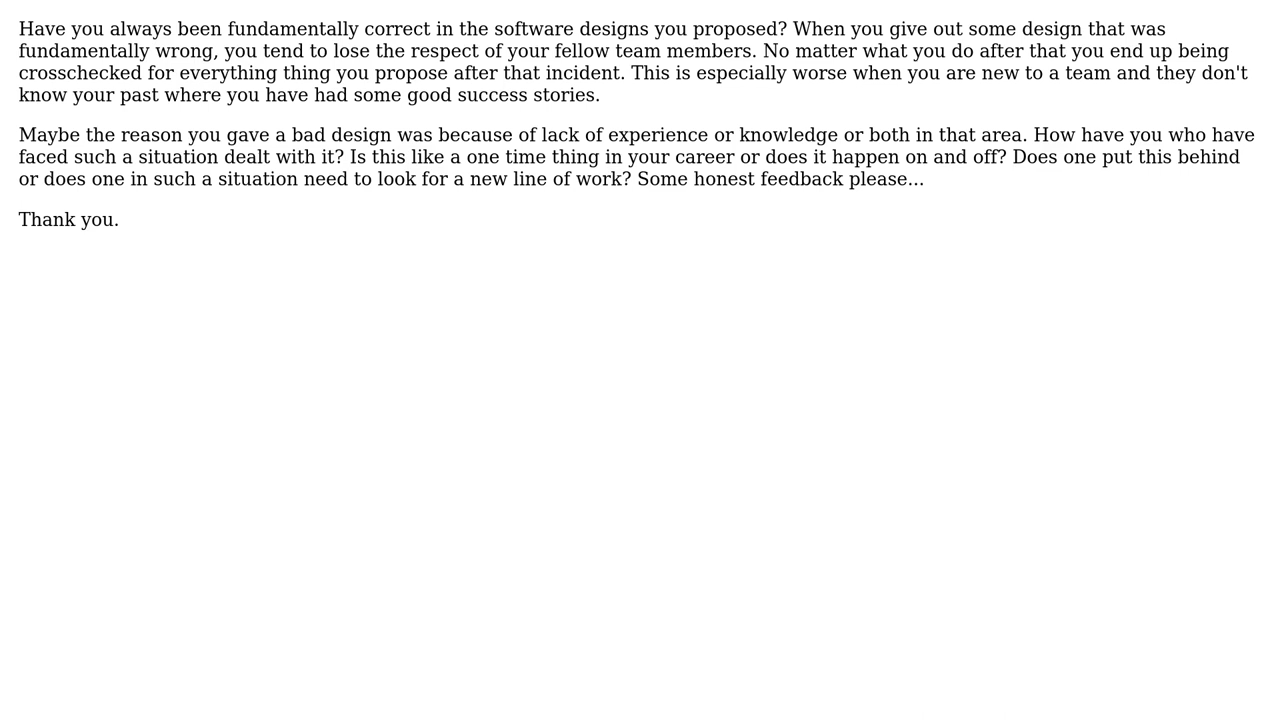 Have you always been fundamentally correct in the software designs you proposed? When you give out some design that was
fundamentally wrong, you tend to lose the respect of your fellow team members. No matter what you do after that you end up being
crosschecked for everything thing you propose after that incident. This is especially worse when you are new to a team and they don't
know your past where you have had some good success stories.
Maybe the reason you gave a bad design was because of lack of experience or knowledge or both in that area. How have you who have
faced such a situation dealt with it? Is this like a one time thing in your career or does it happen on and off? Does one put this behind
or does one in such a situation need to look for a new line of work? Some honest feedback please...
Thank you.